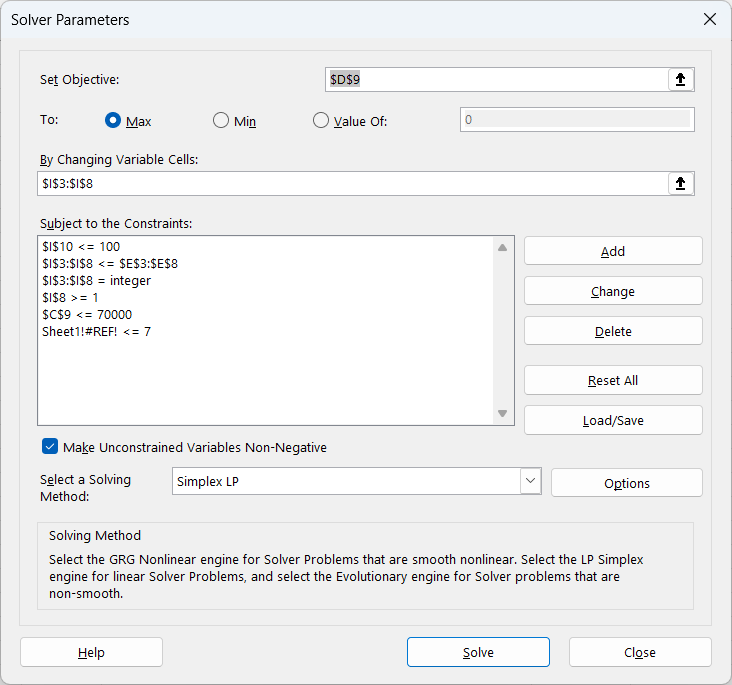 Solver Parameters
Set Objective:
$D$9
To:
Max
Min
Value Of:
0
By Changing Variable Cells:
$I$3:$I$8
Subject to the Constraints:
$I$10 <= 100
$I$3:$I$8 <= $E$3:$E$8
$I$3:$I$8 = integer
$I$8 >= 1
$C$9 <= 70000
Sheet1!#REF! <= 7
Add
Change
Delete
Reset All
Load/Save
Make Unconstrained Variables Non-Negative
Select a Solving
Method:
Simplex LP
Options
Solving Method
Select the GRG Nonlinear engine for Solver Problems that are smooth nonlinear. Select the LP Simplex
engine for linear Solver Problems, and select the Evolutionary engine for Solver problems that are
non-smooth.
Help
Solve
Close